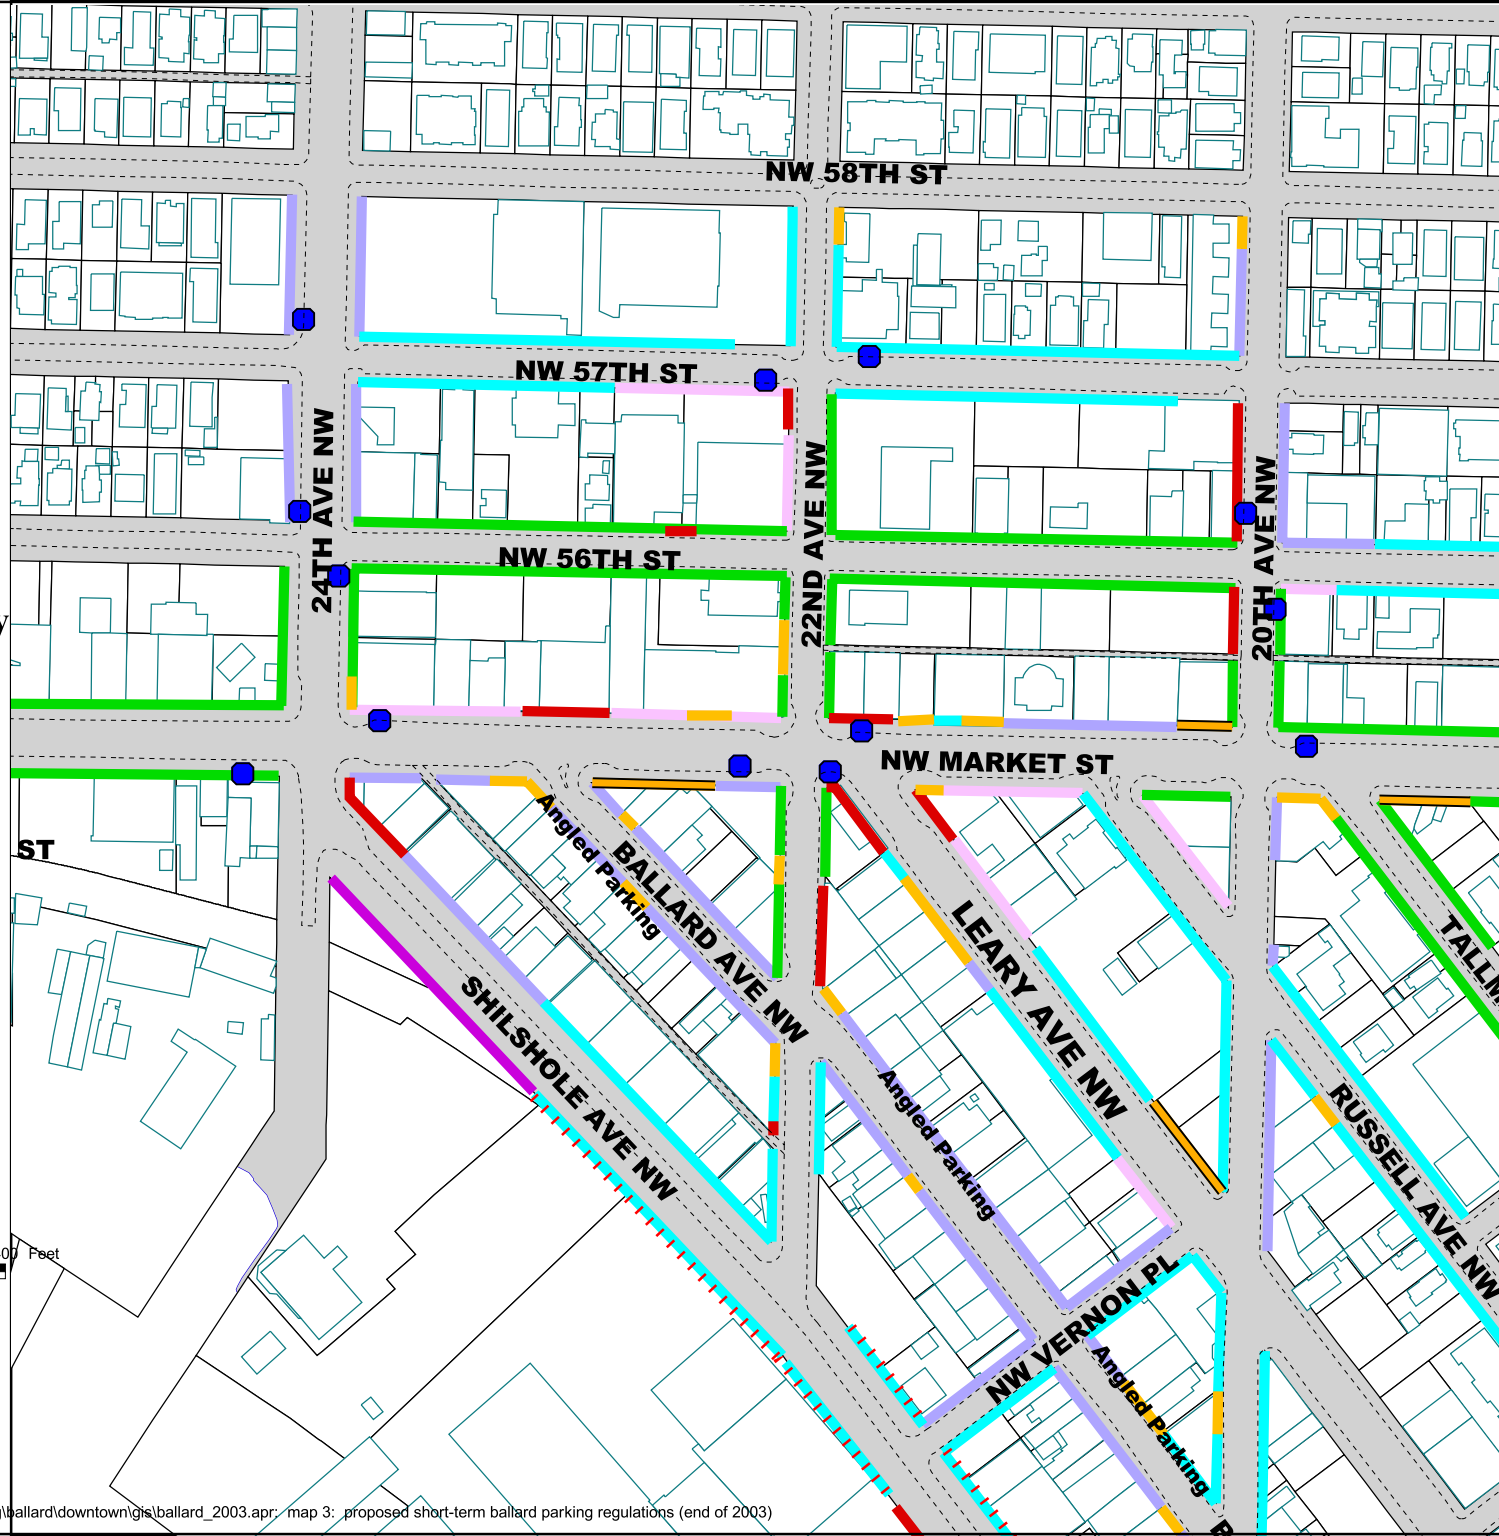 NW 58TH ST
NW 57TH ST
24TH AVE NW
22ND AVE NW
20TH AVE NW
NW 56TH ST
y
NW MARKET ST
ST
Angled Parking
BALLARD AVE NW
LEARY AVE NW
TALLM
SHILSHOLE AVE NW
Angled Parking
RUSSELL AVE NW
00 Feet
NW VERNON PL
Angled Parking
\ballard\downtown\gis\ballard_2003.apr: map 3: proposed short-term ballard parking regulations (end of 2003)